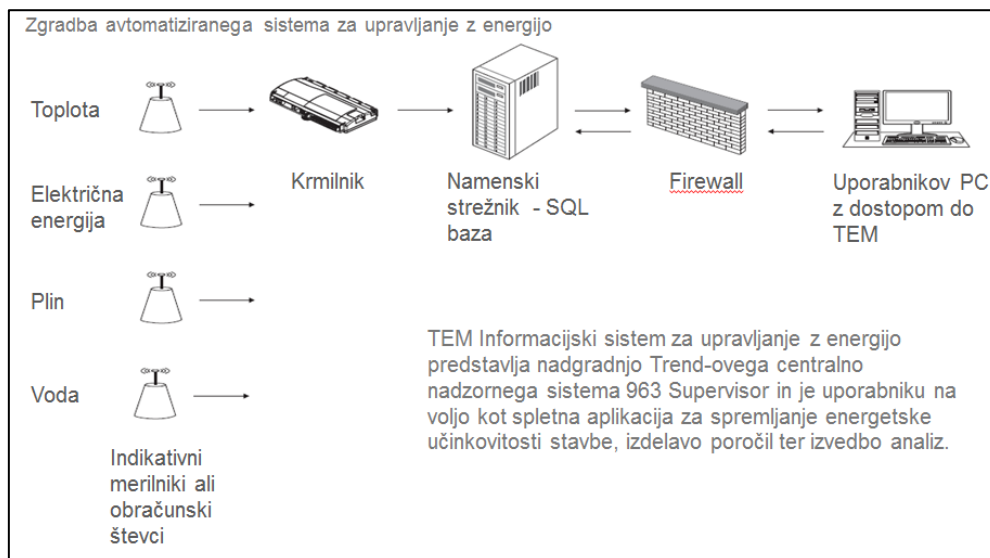 Zgradba avtomatiziranega sistema za upravljanje z energijo
Toplota
Krmilnik
Namenski
strežnik - SQL
baza
Firewall
Uporabnikov PC
z dostopom do
TEM
Električna
energija
Plin
Voda
Indikativni
merilniki ali
obračunski
števci
TEM Informacijski sistem za upravljanje z energijo
predstavlja nadgradnjo Trend-ovega centralno
nadzornega sistema 963 Supervisor in je uporabniku na
voljo kot spletna aplikacija za spremljanje energetske
učinkovitosti stavbe, izdelavo poročil ter izvedbo analiz.